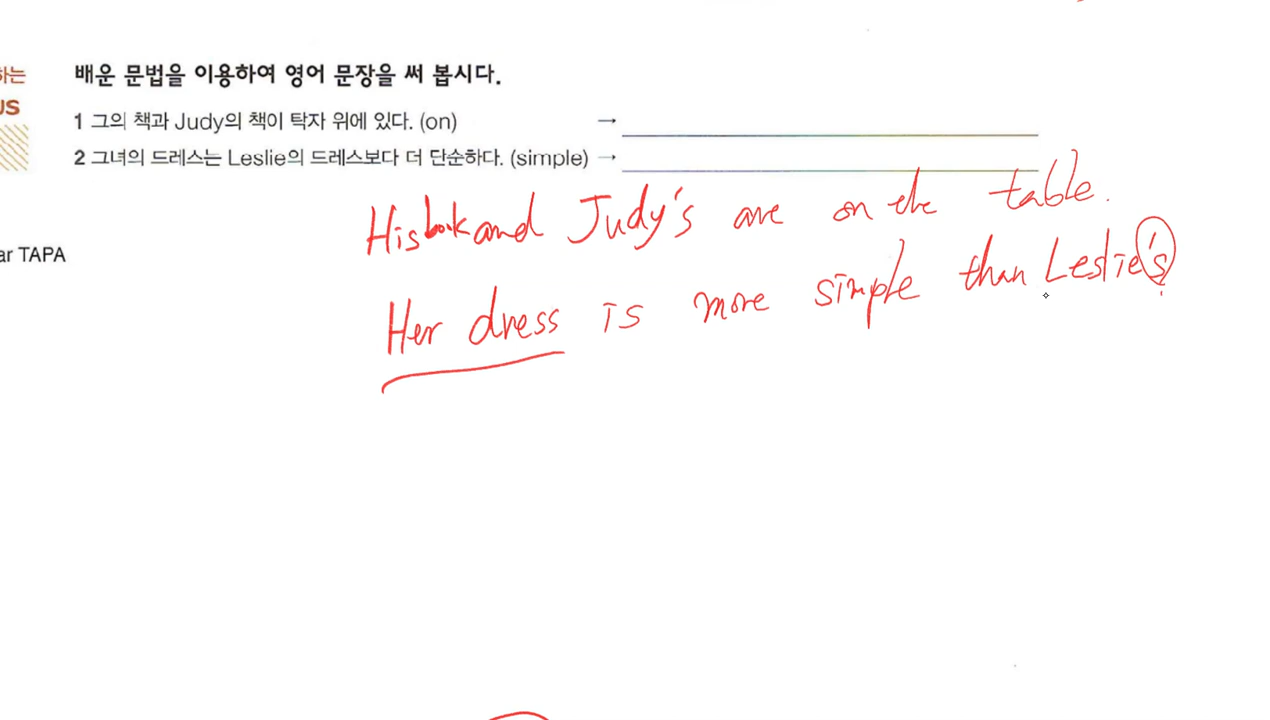 하는
배운 문법을 이용하여 영어 문장을 써 봅시다.
US
1 그의 책과 Judy의 책이 탁자 위에 있다. (on) →
2 그녀의 드레스는 Leslie의 드레스보다 더 단순하다. (simple) →
His book and Judy's are on the table.
ar TAPA
Her dress is more simple than Leslie's